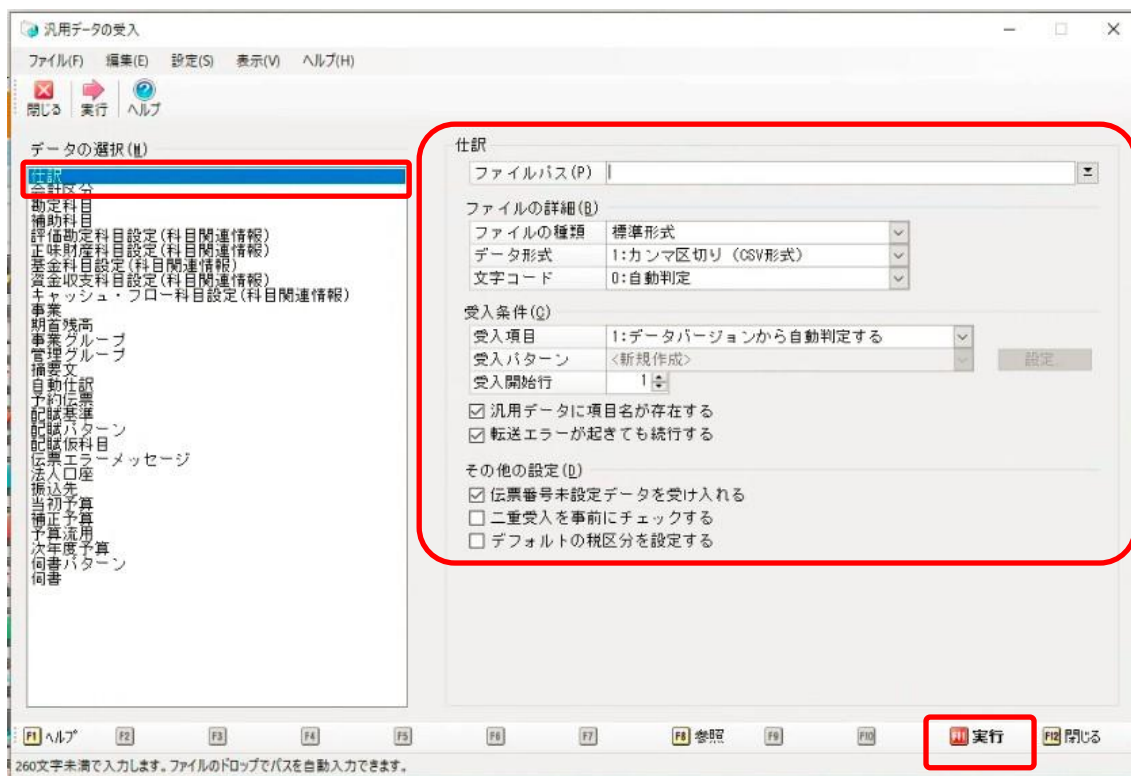 汎用データの受入
ファイル(F) 編集(E) 設定(S) 表示(V) ヘルプ(H)
閉じる 実行 ヘルプ
データの選択(M)
仕訳
会計区分
勘定科目
補助科目
評価勘定科目設定(科目関連情報)
正味財産科目設定(科目関連情報)
基金科目設定(科目関連情報)
資金収支科目設定(科目関連情報)
キャッシュ・フロー科目設定(科目関連情報)
事業
期首残高
事業グループ
管理グループ
摘要文
自動仕訳
予約伝票
配賦基準
配賦パターン
配賦仮科目
伝票エラーメッセージ
法人口座
振込先
当初予算
補正予算
予算流用
次年度予算
伺書パターン
伺書
仕訳
ファイルパス(P)
ファイルの詳細(B)
ファイルの種類 標準形式
データ形式 1:カンマ区切り (CSV形式)
文字コード 0:自動判定
受入条件(C)
受入項目 1:データバージョンから自動判定する
受入パターン <新規作成> 設定...
受入開始行 1
汎用データに項目名が存在する
転送エラーが起きても続行する
その他の設定(D)
伝票番号未設定データを受け入れる
二重受入を事前にチェックする
デフォルトの税区分を設定する
F1 ヘルプ F2 F3 F4 F5 F6 F7 F8 参照 F9 F10 F11 実行 F12 閉じる
260文字未満で入力します。ファイルのドロップでパスを自動入力できます。